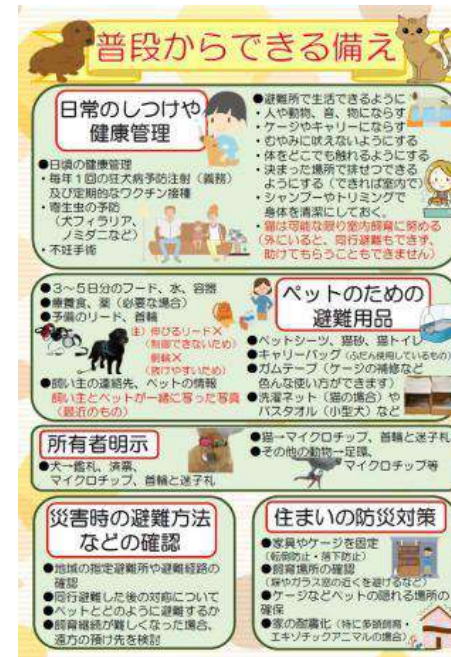 普段からできる備え
日常のしつけや
健康管理
●日頃の健康管理
・毎年1回の狂犬病予防注射(義務)
及び定期的なワクチン接種
・寄生虫の予防
(犬フィラリア、
ノミダニなど)
・不妊手術
●避難所で生活できるように
・人や動物、音、物にならす
・ケージやキャリーにならす
・むやみに吠えないようにする
・体をどこでも触れるようにする
・決まった場所で排せつできる
ようにする(できれば室内で)
・シャンプーやトリミングで
身体を清潔にしておく。
・猫は可能な限り室内飼育に努める
(外にいると、同行避難もできず、
助けてもらうこともできません)
●3～5日分のフード、水、容器
●療養食、薬(必要な場合)
●予備のリード、首輪
注)伸びるリード×
(制御できないため)
胴輪×
(抜けやすいため)
●飼い主の連絡先、ペットの情報
飼い主とペットが一緒に写った写真
(最近のもの)
ペットのための
避難用品
●ペットシーツ、猫砂、猫トイレ
●キャリーバッグ(ふだん使用しているもの)
●ガムテープ(ケージの補修など
色んな使い方ができます)
●洗濯ネット(猫の場合)や
バスタオル(小型犬)など
所有者明示
●犬→鑑札、済票、
マイクロチップ、首輪と迷子札
●猫→マイクロチップ、首輪と迷子札
●その他の動物→足環、
マイクロチップ等
災害時の避難方法
などの確認
●地域の指定避難所や避難経路の
確認
●同行避難した後の対応について
●ペットとどのように避難するか
●飼育継続が難しくなった場合、
遠方の預け先を検討
住まいの防災対策
●家具やケージを固定
(転倒防止・落下防止)
●飼育場所の確認
(塀やガラス窓の近くを避けるなど)
●ケージなどペットの隠れる場所の
確保
●家の耐震化(特に多頭飼育・
エキゾチックアニマルの場合)